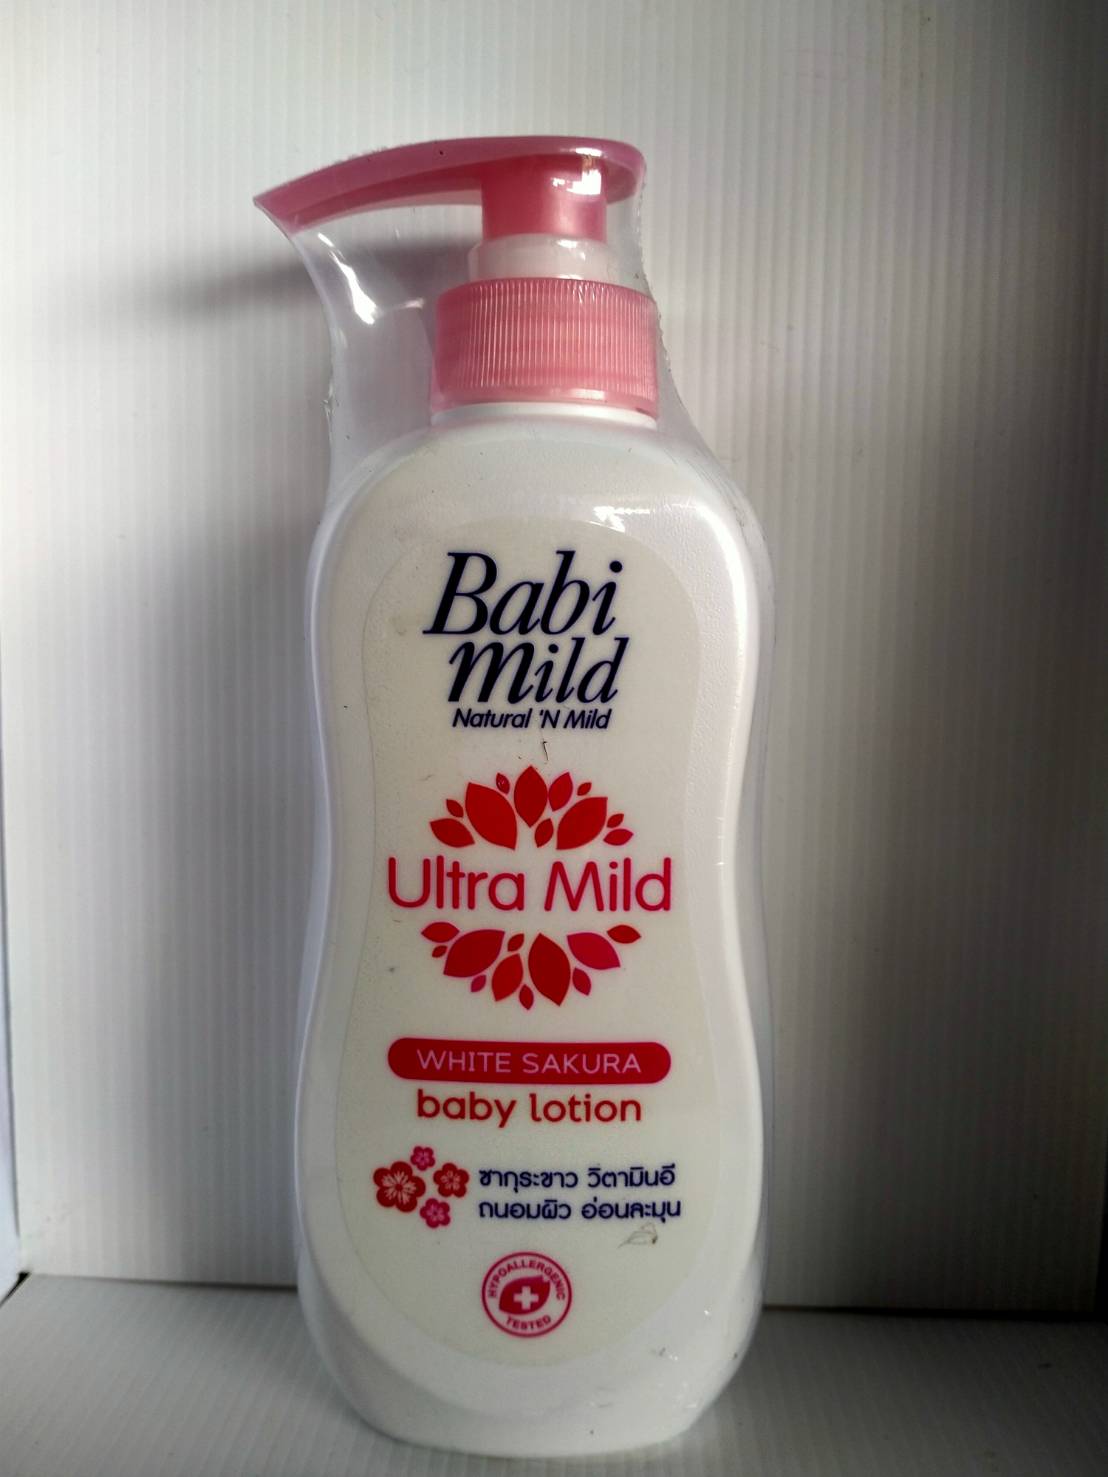 Babi
mild
Natural 'N Mild
Ultra Mild
WHITE SAKURA
baby lotion
ซากุระขาว วิตามินอี
ถนอมผิว อ่อนละมุน
HYPOALLERGENIC
TESTED